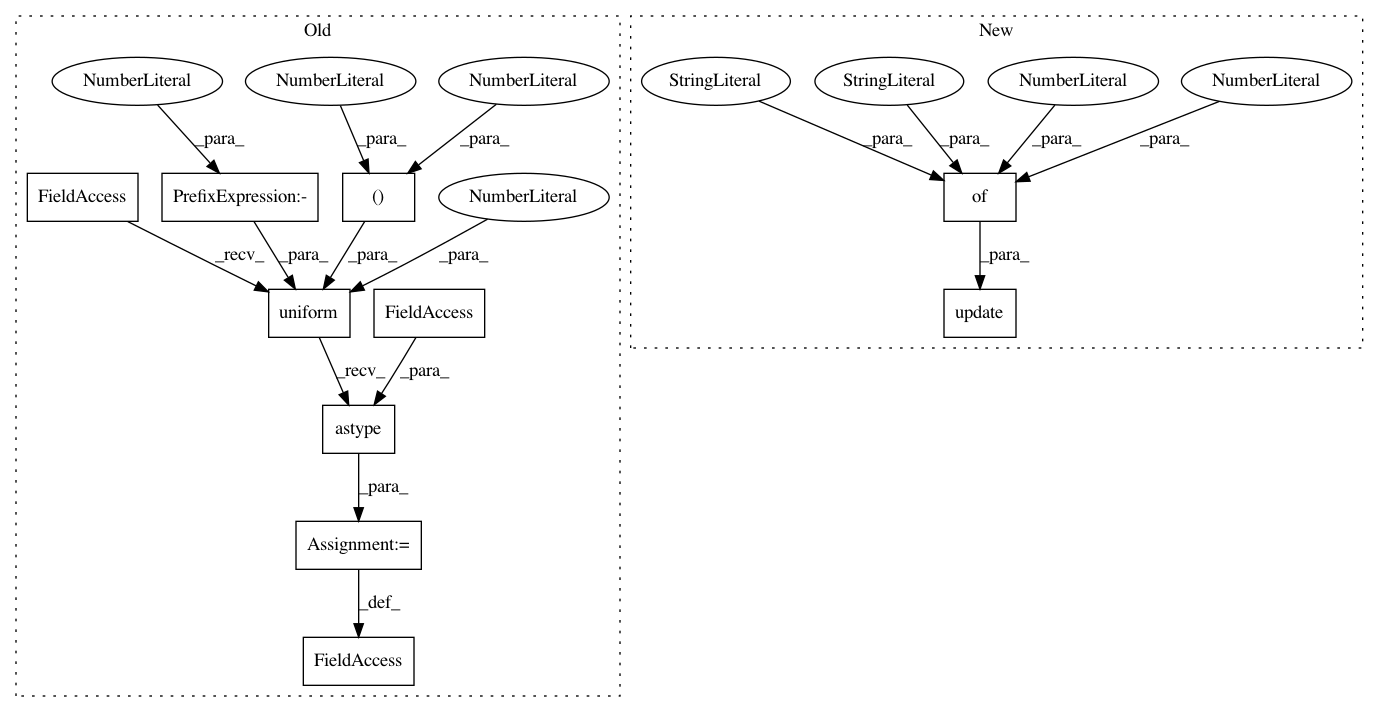 Old
New
NumberLiteral
NumberLiteral
NumberLiteral
StringLiteral
StringLiteral
NumberLiteral
NumberLiteral
_para_
_para_
_para_
_para_
_para_
_para_
_para_
FieldAccess
PrefixExpression:-
()
NumberLiteral
of
_recv_
_para_
_para_
_para_
_para_
uniform
FieldAccess
update
_recv_
_para_
astype
_para_
Assignment:=
_def_
FieldAccess